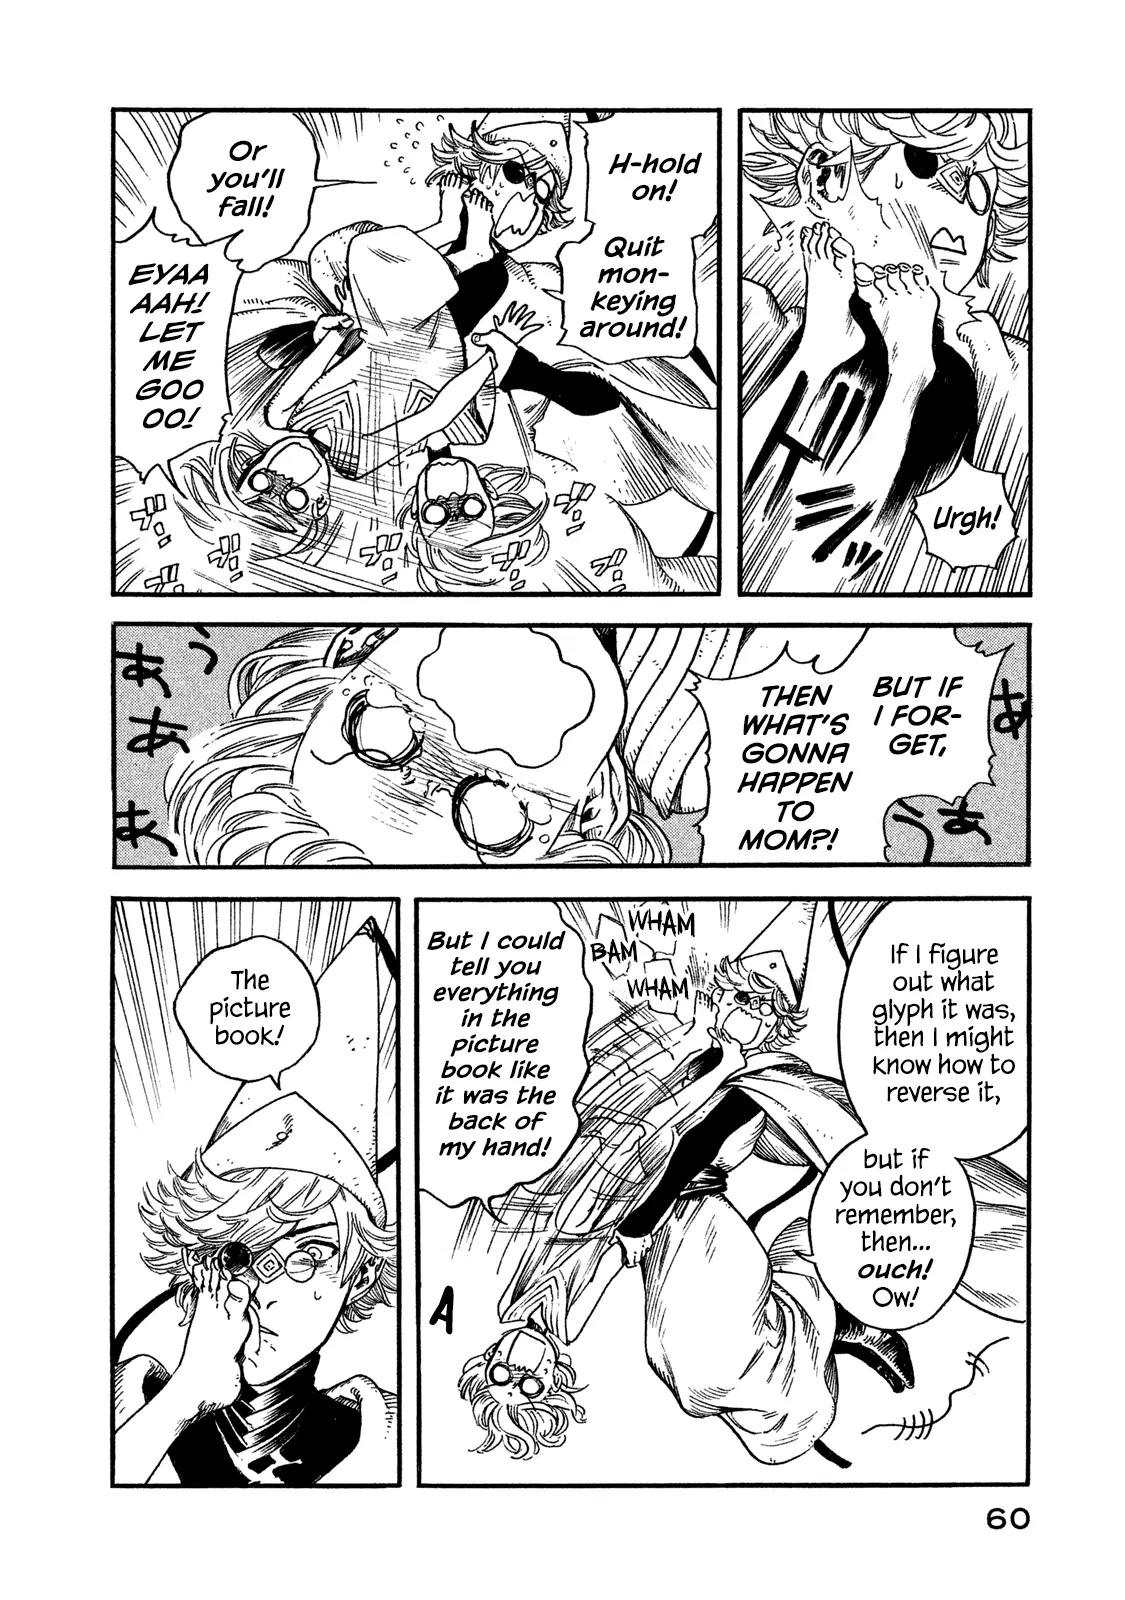 Urgh!
H-hold
on!
Quit
mon-
keying
around!
Or
you'll
fall!
EYAA
AAH!
LET
ME
GOO
OO!
BUT IF
I FOR-
GET,
THEN
WHAT'S
GONNA
HAPPEN
TO
MOM?!
あ
うあ
あう
あ
あ
If I figure
out what
glyph it was,
then I might
know how to
reverse it,
but if
you don't
remember,
then...
ouch!
Ow!
WHAM
BAM
WHAM
But I could
tell you
everything
in the
picture
book like
it was the
back of
my hand!
The
picture
book!
60